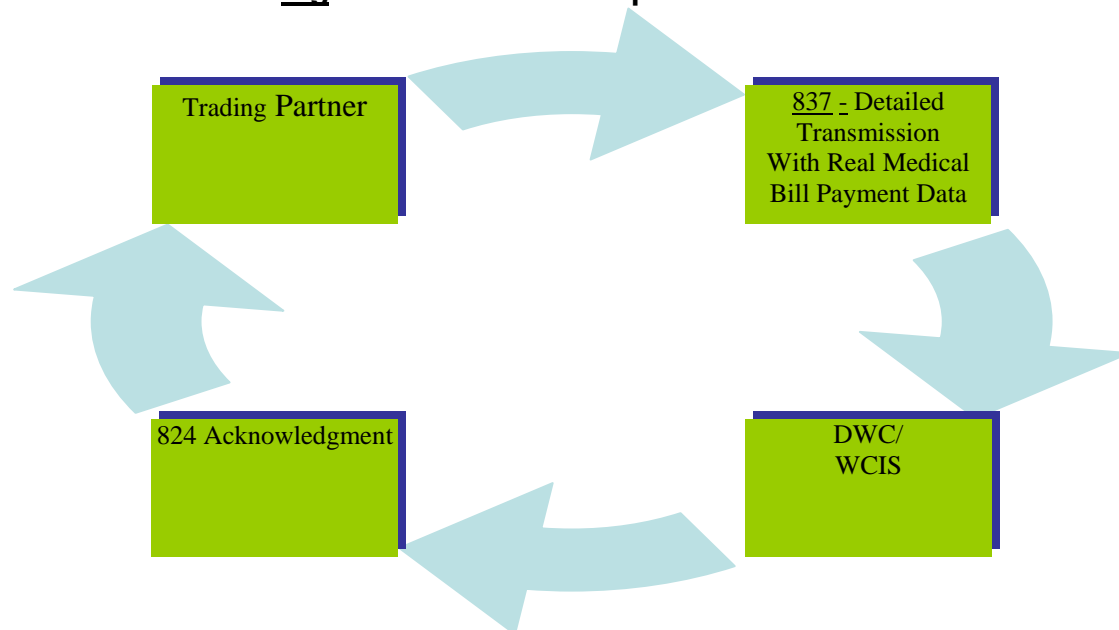 Trading Partner
837 - Detailed
Transmission
With Real Medical
Bill Payment Data
824 Acknowledgment
DWC/
WCIS